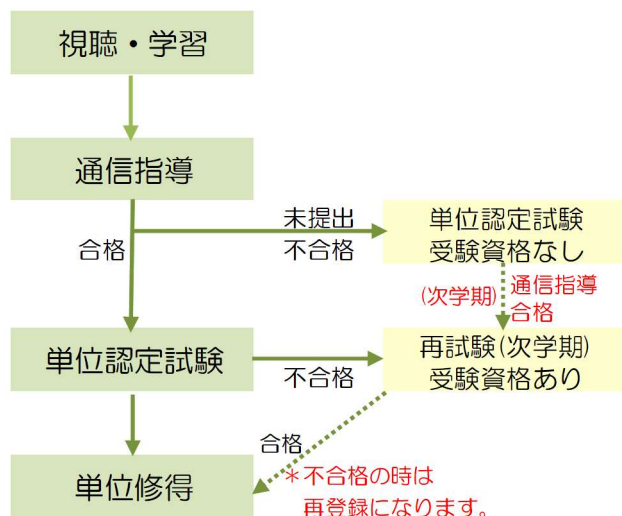 視聴・学習
通信指導
合格
未提出
不合格
単位認定試験
受験資格なし
(次学期)
通信指導
合格
単位認定試験
不合格
再試験(次学期)
受験資格あり
合格
単位修得
＊不合格の時は
再登録になります。